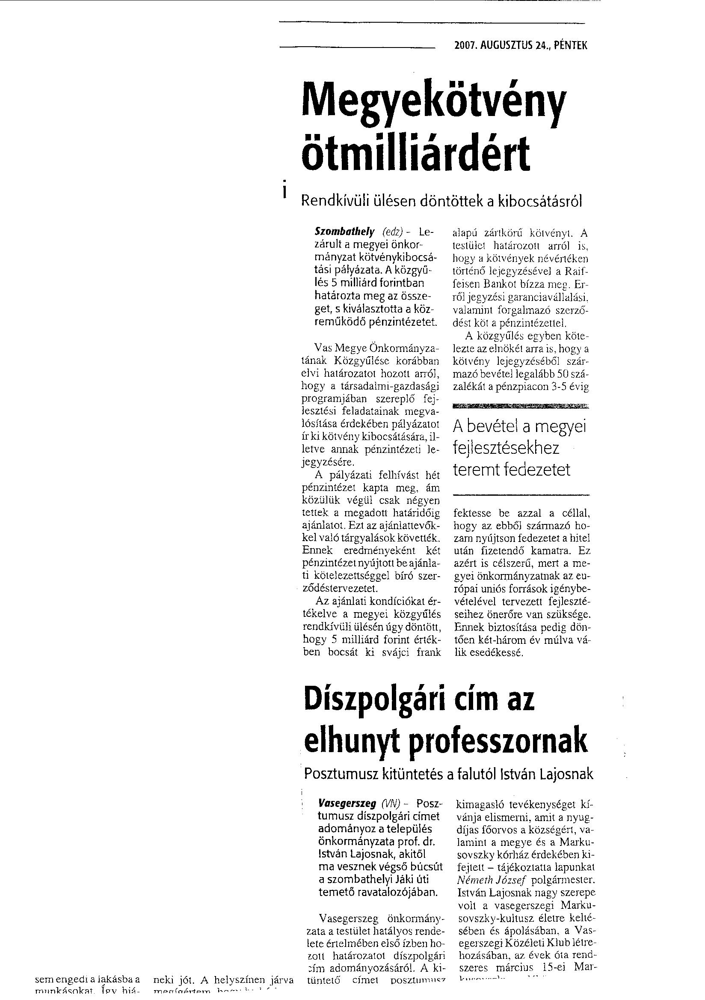 2007. AUGUSZTUS 24., PÉNTEK
Megyekötvény
ötmilliárdért
Rendkívüli ülésen döntöttek a kibocsátásról
Szombathely (edz) – Le-
zárult a megyei önkor-
mányzat kötvénykibocsá-
tási pályázata. A közgyű-
lés 5 milliárd forintban
határozta meg az össze-
get, s kiválasztotta a köz-
reműködő pénzintézetet.
Vas Megye Önkormányza-
tának Közgyűlése korábban
elvi határozatot hozott arról,
hogy a társadalmi-gazdasági
programjában szereplő fej-
lesztési feladatainak megva-
lósítása érdekében pályázatot
ír ki kötvény kibocsátására, il-
letve annak pénzintézeti le-
jegyzésére.
A pályázati felhívást hét
pénzintézet kapta meg, ám
közülük végül csak négyen
tettek a megadott határidőig
ajánlatot. Ezt az ajánlattevők-
kel való tárgyalások követték.
Ennek eredményeként két
pénzintézet nyújtott be ajánla-
ti kötelezettséggel bíró szer-
ződéstervezetet.
Az ajánlati kondíciókat ér-
tékelve a megyei közgyűlés
rendkívüli ülésén úgy döntött,
hogy 5 milliárd forint érték-
ben bocsát ki svájci frank
alapú zártkörű kötvényt. A
testület határozott arról is,
hogy a kötvények névértéken
történő lejegyzésével a Raif-
feisen Bankot bízza meg. Er-
ről jegyzési garanciavállalási,
valamint forgalmazó szerző-
dést köt a pénzintézettel.
A közgyűlés egyben köte-
lezte az elnökét arra is, hogy a
kötvény lejegyzéséből szár-
mazó bevétel legalább 50 szá-
zalékát a pénzpiacon 3-5 évig
A bevétel a megyei
fejlesztésekhez
teremt fedezetet
fektesse be azzal a céllal,
hogy az ebből származó ho-
zam nyújtson fedezetet a hitel
után fizetendő kamatra. Ez
azért is célszerű, mert a me-
gyei önkormányzatnak az eu-
rópai uniós források igénybe-
vételével tervezett fejleszté-
seihez önerőre van szüksége.
Ennek biztosítása pedig dön-
tően két-három év múlva vá-
lik esedékessé.
Díszpolgári cím az
elhunyt professzornak
Posztumusz kitüntetés a falutól István Lajosnak
Vasegerszeg (VN) – Posz-
tumusz díszpolgári címet
adományoz a település
önkormányzata prof. dr.
István Lajosnak, akitől
ma vesznek végső búcsút
a szombathelyi Jáki úti
temető ravatalozójában.
Vasegerszeg önkormány-
zata a testület hatályos rende-
lete értelmében első ízben ho-
zott határozatot díszpolgári
cím adományozásáról. A ki-
tüntető címet posztumusz
kimagasló tevékenységet kí-
vánja elismerni, amit a nyug-
díjas főorvos a községért, va-
lamint a megye és a Marku-
sovszky kórház érdekében ki-
fejtett – tájékoztatta lapunkat
Németh József polgármester.
István Lajosnak nagy szerepe
volt a vasegerszegi Marku-
sovszky-kultusz életre kelté-
sében és ápolásában, a Vas-
egerszegi Közéleti Klub létre-
hozásában, az évek óta rend-
szeres március 15-ei Mar-
sem engedi a lakásba a
munkásokat. Így hiá-
neki jót. A helyszínen járva
megígértem